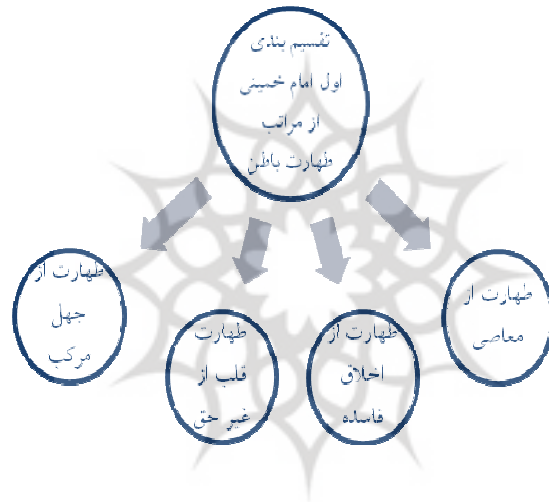 تقسیم بندی
اول امام خمینی
از مراتب
طهارت باطن
طهارت از
معاصی
طهارت از
اخلاق
فاسده
طهارت
قلب از
غیر حق
طهارت از
جهل
مرکب